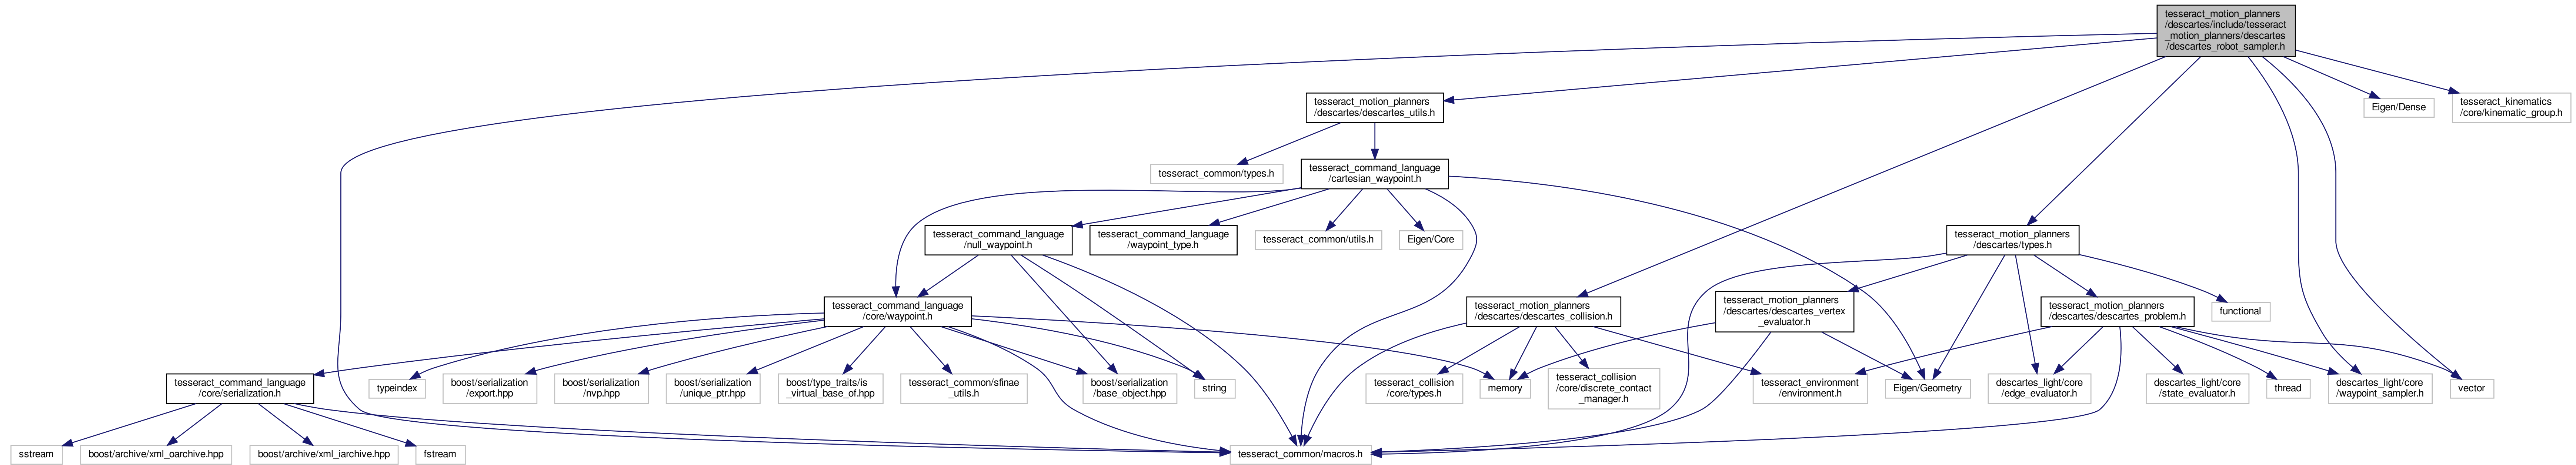 tesseract_motion_planners
/descartes/include/tesseract
_motion_planners/descartes
/descartes_robot_sampler.h
tesseract_motion_planners
/descartes/descartes_utils.h
Eigen/Dense
tesseract_kinematics
/core/kinematic_group.h
tesseract_common/types.h
tesseract_command_language
/cartesian_waypoint.h
tesseract_command_language
/null_waypoint.h
tesseract_command_language
/waypoint_type.h
tesseract_common/utils.h
Eigen/Core
tesseract_motion_planners
/descartes/types.h
tesseract_command_language
/core/waypoint.h
tesseract_motion_planners
/descartes/descartes_collision.h
tesseract_motion_planners
/descartes/descartes_vertex
_evaluator.h
tesseract_motion_planners
/descartes/descartes_problem.h
functional
tesseract_command_language
/core/serialization.h
typeindex
boost/serialization
/export.hpp
boost/serialization
/nvp.hpp
boost/serialization
/unique_ptr.hpp
boost/type_traits/is
_virtual_base_of.hpp
tesseract_common/sfinae
_utils.h
boost/serialization
/base_object.hpp
string
tesseract_collision
/core/types.h
memory
tesseract_collision
/core/discrete_contact
_manager.h
tesseract_environment
/environment.h
Eigen/Geometry
descartes_light/core
/edge_evaluator.h
descartes_light/core
/state_evaluator.h
thread
descartes_light/core
/waypoint_sampler.h
vector
sstream
boost/archive/xml_oarchive.hpp
boost/archive/xml_iarchive.hpp
fstream
tesseract_common/macros.h